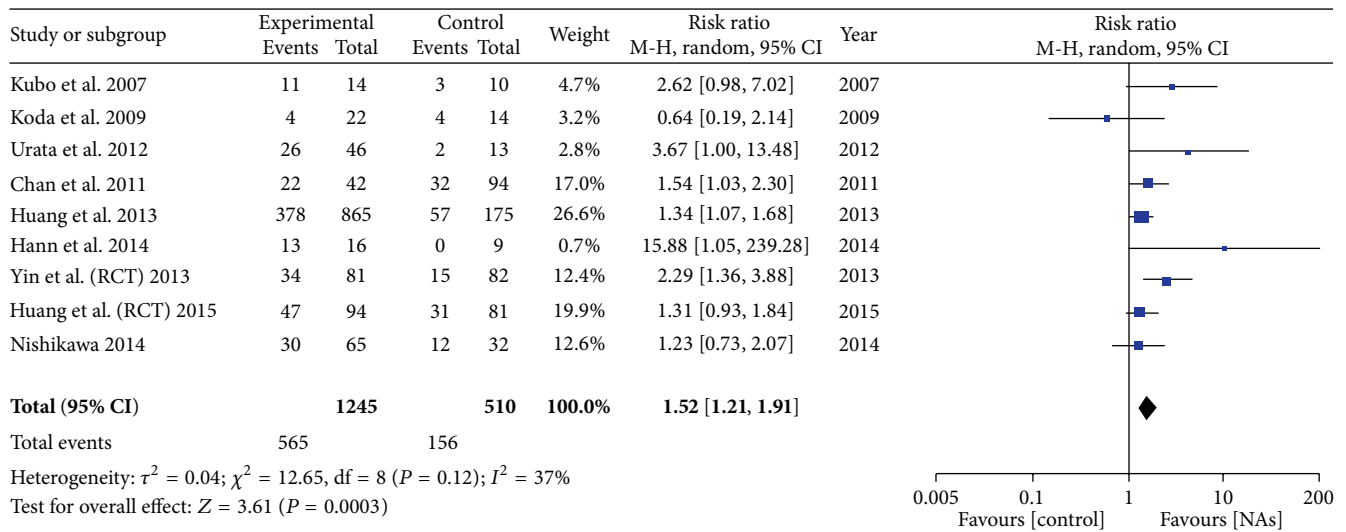 Study or subgroup Experimental Control Weight Risk ratio Year Risk ratio
Events Total Events Total M-H, random, 95% CI M-H, random, 95% CI
Kubo et al. 2007 11 14 3 10 4.7% 2.62 [0.98, 7.02] 2007
Koda et al. 2009 4 22 4 14 3.2% 0.64 [0.19, 2.14] 2009
Urata et al. 2012 26 46 2 13 2.8% 3.67 [1.00, 13.48] 2012
Chan et al. 2011 22 42 32 94 17.0% 1.54 [1.03, 2.30] 2011
Huang et al. 2013 378 865 57 175 26.6% 1.34 [1.07, 1.68] 2013
Hann et al. 2014 13 16 0 9 0.7% 15.88 [1.05, 239.28] 2014
Yin et al. (RCT) 2013 34 81 15 82 12.4% 2.29 [1.36, 3.88] 2013
Huang et al. (RCT) 2015 47 94 31 81 19.9% 1.31 [0.93, 1.84] 2015
Nishikawa 2014 30 65 12 32 12.6% 1.23 [0.73, 2.07] 2014
Total (95% CI) 1245 510 100.0% 1.52 [1.21, 1.91]
Total events 565 156
Heterogeneity: τ² = 0.04; χ² = 12.65, df = 8 (P = 0.12); I² = 37%
Test for overall effect: Z = 3.61 (P = 0.0003)
0.005 0.1 1 10 200
Favours [control] Favours [NAs]